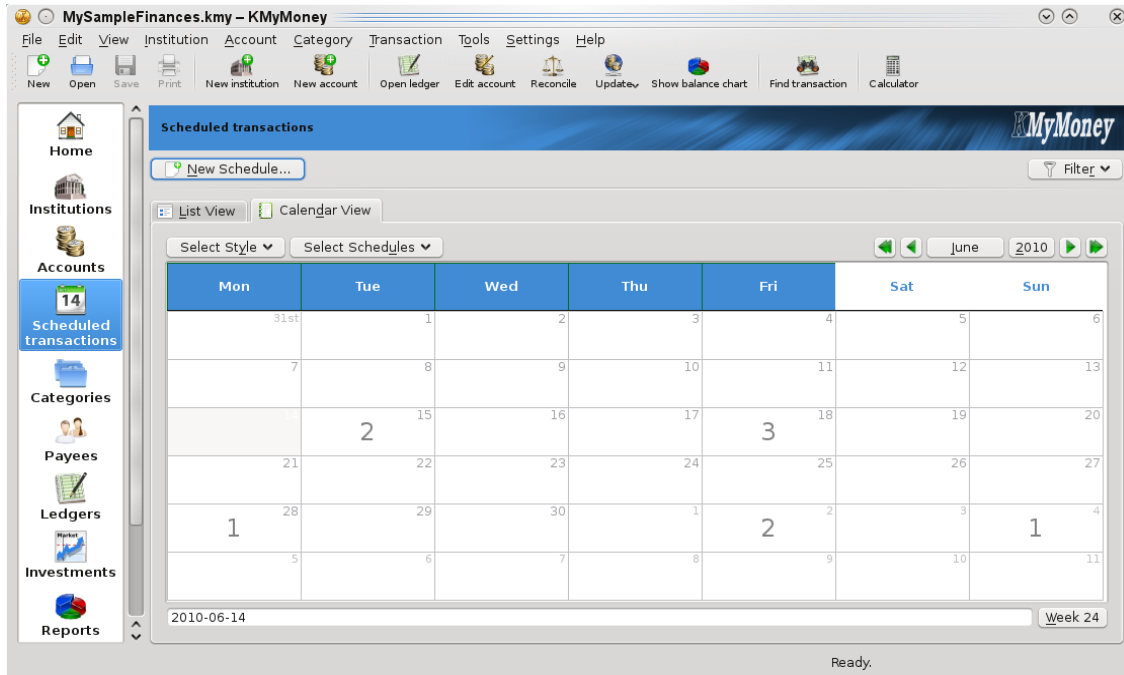 MySampleFinances.kmy – KMyMoney
File Edit View Institution Account Category Transaction Tools Settings Help
New Open Save Print New institution New account Open ledger Edit account Reconcile Update Show balance chart Find transaction Calculator
Home
Institutions
Accounts
14
Scheduled
transactions
Categories
Payees
Ledgers
Market
Investments
Reports
Scheduled transactions
KMyMoney
New Schedule...
Filter
List View Calendar View
Select Style Select Schedules June 2010
Mon Tue Wed Thu Fri Sat Sun
31st 1 2 3 4 5 6
7 8 9 10 11 12 13
15 16 17 18 19 20
2 3
21 22 23 24 25 26 27
28 29 30 1 2 3 4
1 2 1
5 6 7 8 9 10 11
2010-06-14 Week 24
Ready.